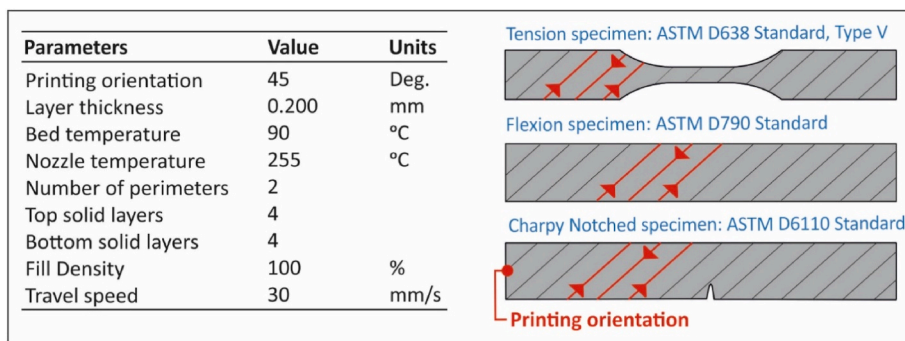 Parameters Value Units
Printing orientation 45 Deg.
Layer thickness 0.200 mm
Bed temperature 90 ºC
Nozzle temperature 255 ºC
Number of perimeters 2
Top solid layers 4
Bottom solid layers 4
Fill Density 100 %
Travel speed 30 mm/s
Tension specimen: ASTM D638 Standard, Type V
Flexion specimen: ASTM D790 Standard
Charpy Notched specimen: ASTM D6110 Standard
Printing orientation